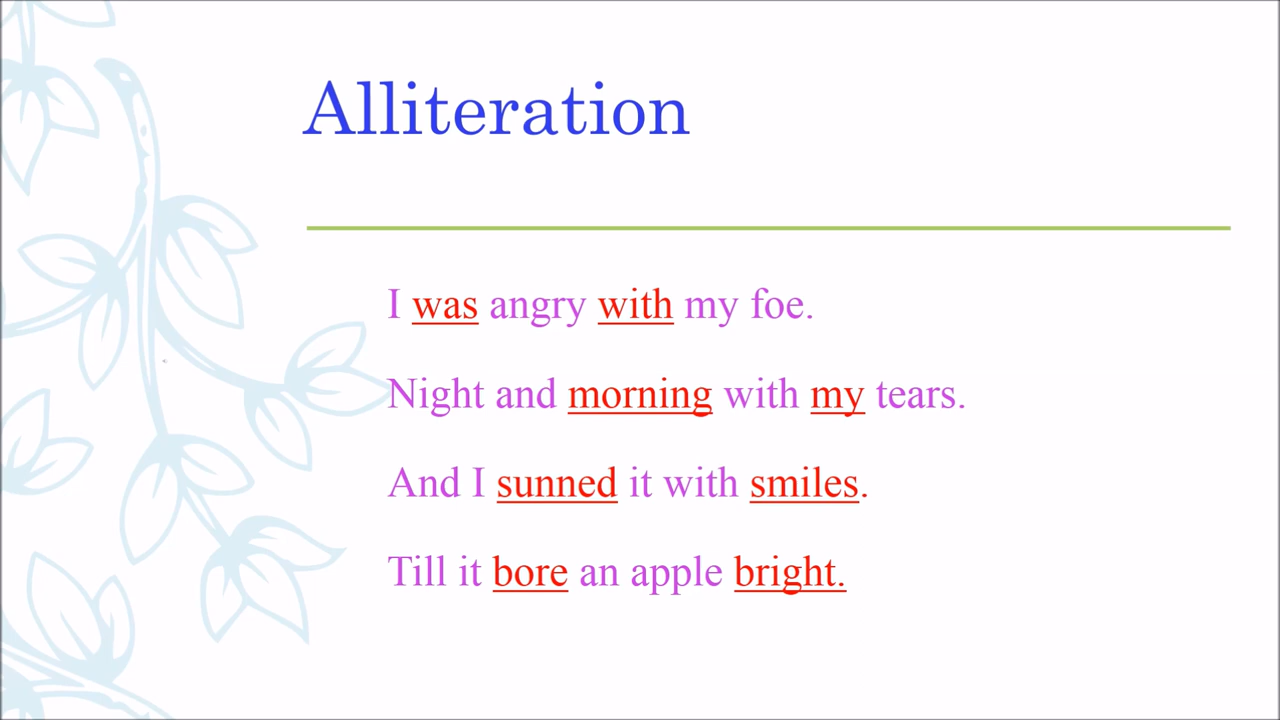 Alliteration
I was angry with my foe.
Night and morning with my tears.
And I sunned it with smiles.
Till it bore an apple bright.